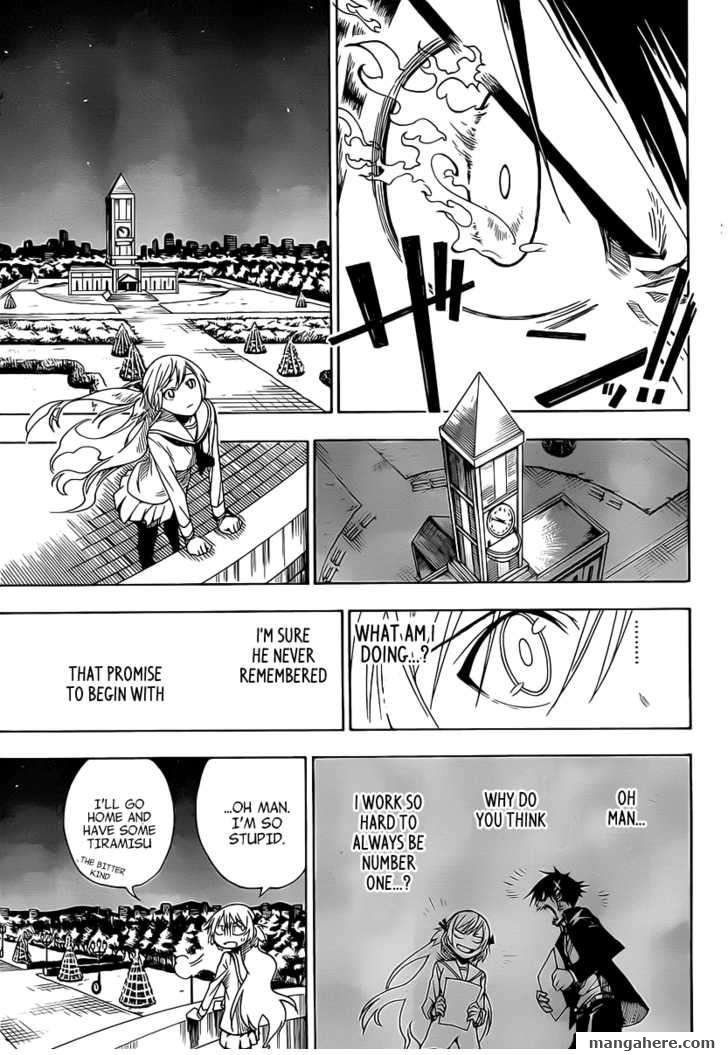 .........
WHAT AM I
DOING...?
I'M SURE
HE NEVER
REMEMBERED
THAT PROMISE
TO BEGIN WITH
OH
MAN...
WHY DO
YOU THINK
I WORK SO
HARD TO
ALWAYS BE
NUMBER
ONE...?
...OH MAN.
I'M SO
STUPID.
I'LL GO
HOME AND
HAVE SOME
TIRAMISU
...THE BITTER
KIND
mangahere.com